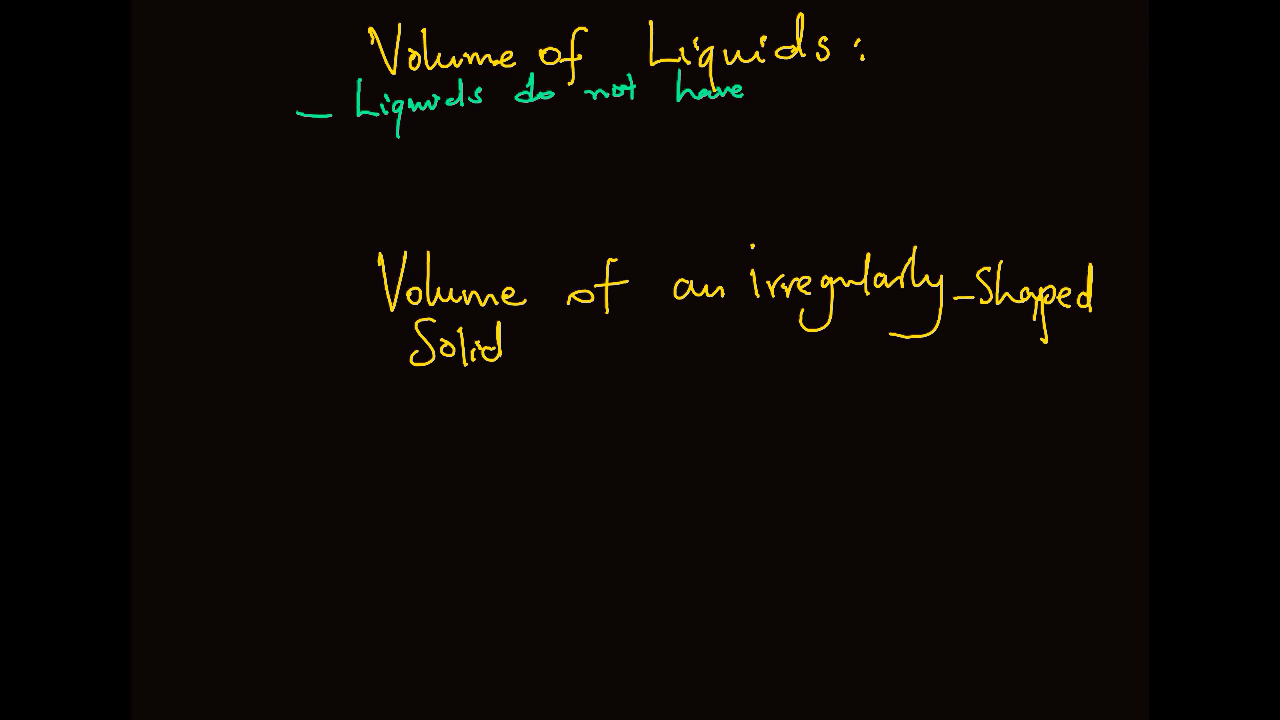 Volume of Liquids:
— Liquids do not have
Volume of an irregularly-shaped
Solid